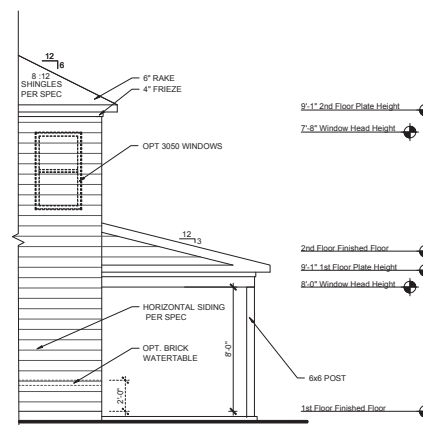 12
6
8 :12
SHINGLES
PER SPEC
6" RAKE
4" FRIEZE
9'-1" 2nd Floor Plate Height
7'-8" Window Head Height
OPT 3050 WINDOWS
12
3
2nd Floor Finished Floor
9'-1" 1st Floor Plate Height
8'-0" Window Head Height
HORIZONTAL SIDING
PER SPEC
8'-0"
OPT. BRICK
WATERTABLE
6x6 POST
2'-0"
1st Floor Finished Floor